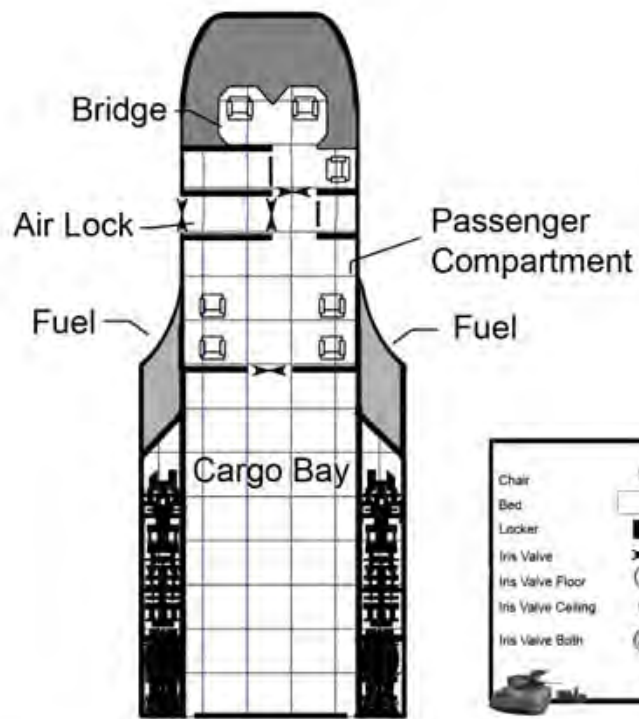 Bridge
Air Lock
Passenger
Compartment
Fuel
Fuel
Cargo Bay
Chair
Bed
Locker
Iris Valve
Iris Valve Floor
Iris Valve Ceiling
Iris Valve Both